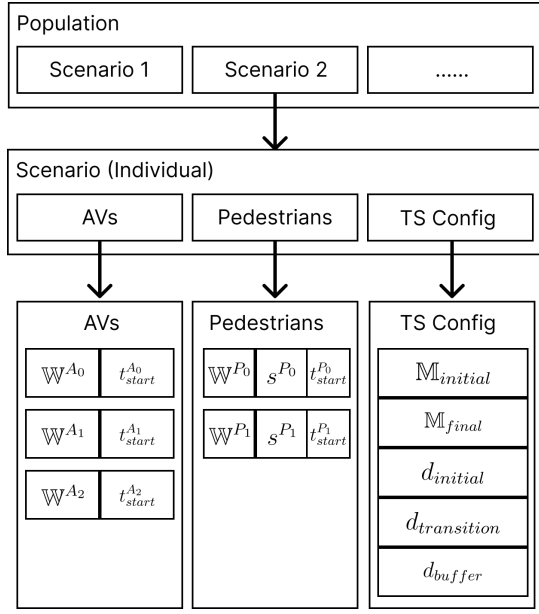 Population
Scenario 1 Scenario 2 ......
Scenario (Individual)
AVs Pedestrians TS Config
AVs
𝕎^{A_0} t_{start}^{A_0}
𝕎^{A_1} t_{start}^{A_1}
𝕎^{A_2} t_{start}^{A_2}
Pedestrians
𝕎^{P_0} s^{P_0} t_{start}^{P_0}
𝕎^{P_1} s^{P_1} t_{start}^{P_1}
TS Config
𝕄_{initial}
𝕄_{final}
d_{initial}
d_{transition}
d_{buffer}